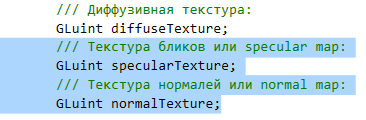 /// Диффузивная текстура:
GLuint diffuseTexture;
/// Текстура бликов или specular map:
GLuint specularTexture;
/// Текстура нормалей или normal map:
GLuint normalTexture;